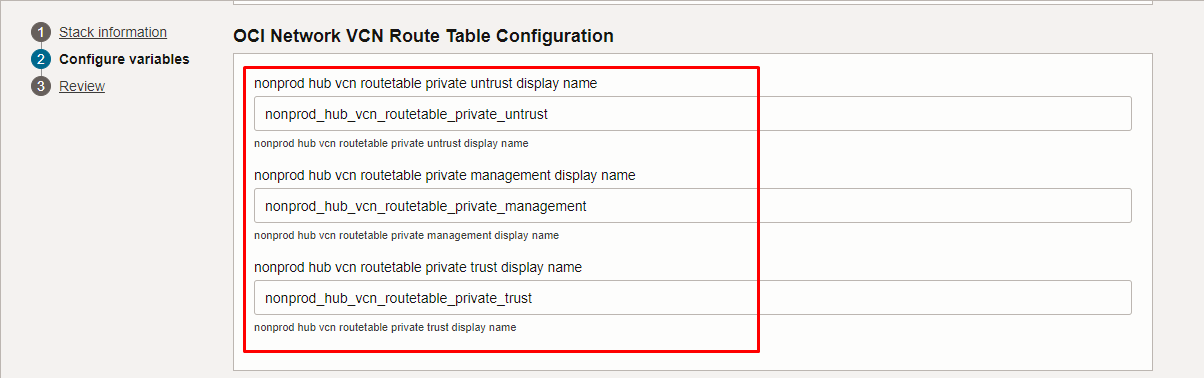 1 Stack information
2 Configure variables
3 Review
OCI Network VCN Route Table Configuration
nonprod hub vcn routetable private untrust display name
nonprod_hub_vcn_routetable_private_untrust
nonprod hub vcn routetable private untrust display name
nonprod hub vcn routetable private management display name
nonprod_hub_vcn_routetable_private_management
nonprod hub vcn routetable private management display name
nonprod hub vcn routetable private trust display name
nonprod_hub_vcn_routetable_private_trust
nonprod hub vcn routetable private trust display name